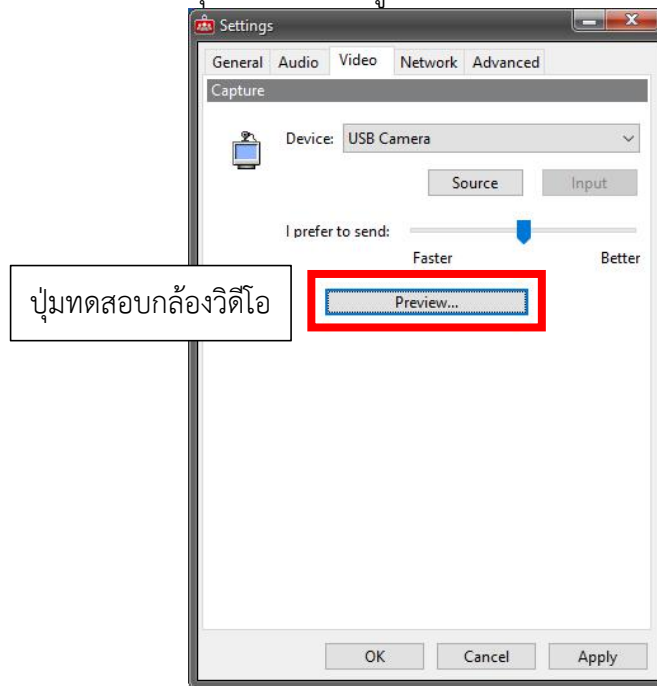 Settings
General Audio Video Network Advanced
Capture
Device: USB Camera
Source Input
I prefer to send:
Faster Better
ปุ่มทดสอบกล้องวิดีโอ
Preview...
OK Cancel Apply